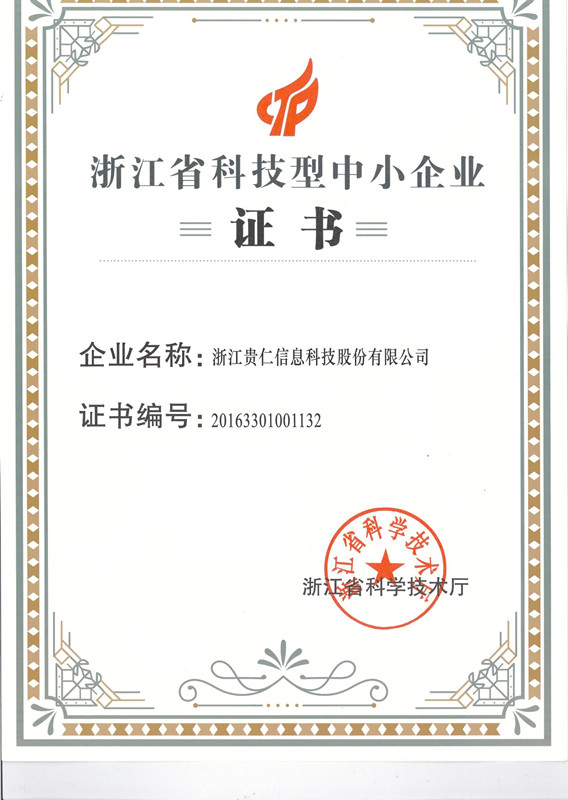 CTP
浙江省科技型中小企业
证书
企业名称：浙江贵仁信息科技股份有限公司
证书编号：20163301001132
浙江省科学技术厅
浙江省科学技术厅